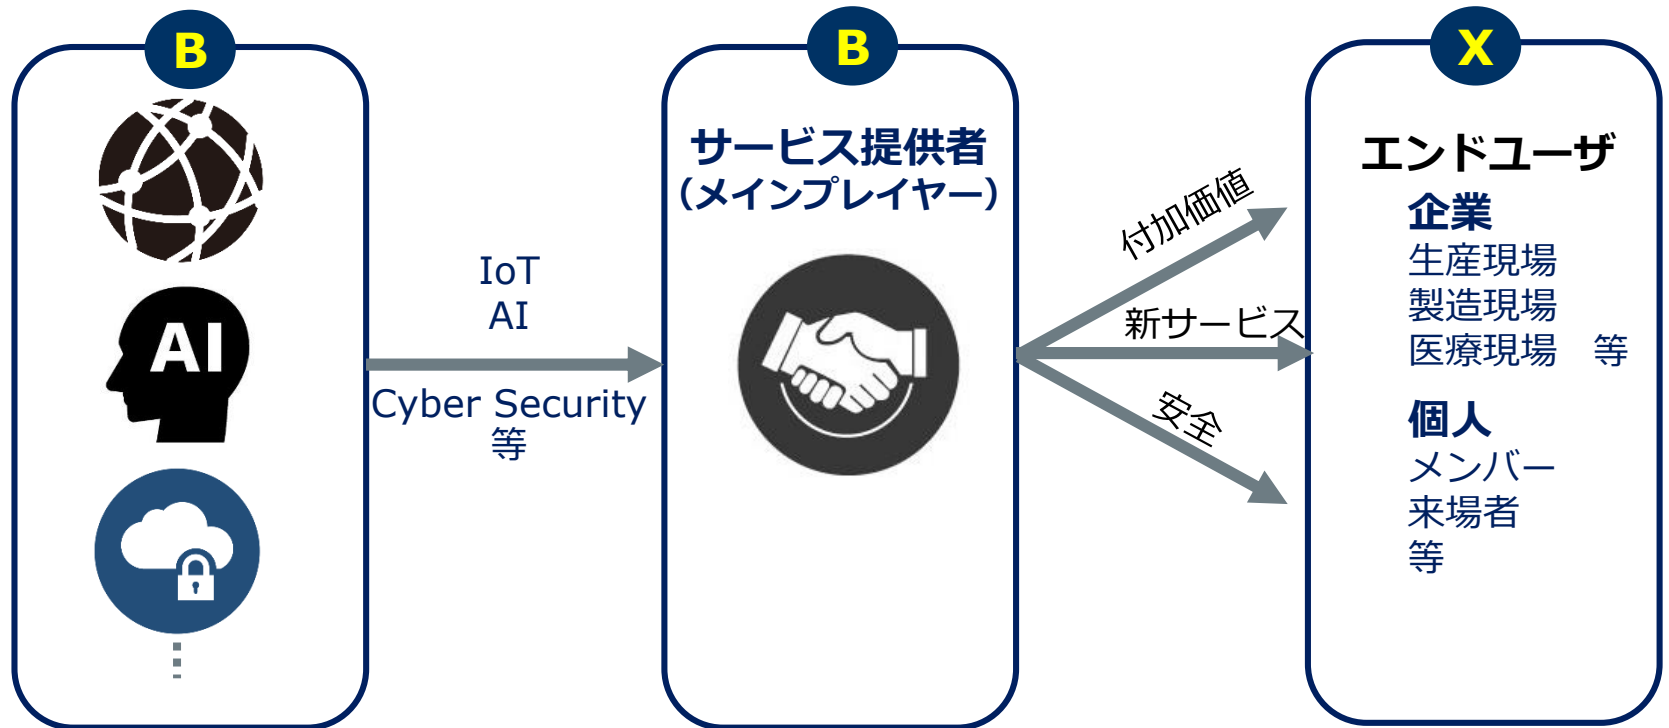 B
AI
IoT
AI
Cyber Security
等
B
サービス提供者
（メインプレイヤー）
付加価値
新サービス
安全
X
エンドユーザ
企業
生産現場
製造現場
医療現場　等
個人
メンバー
来場者
等